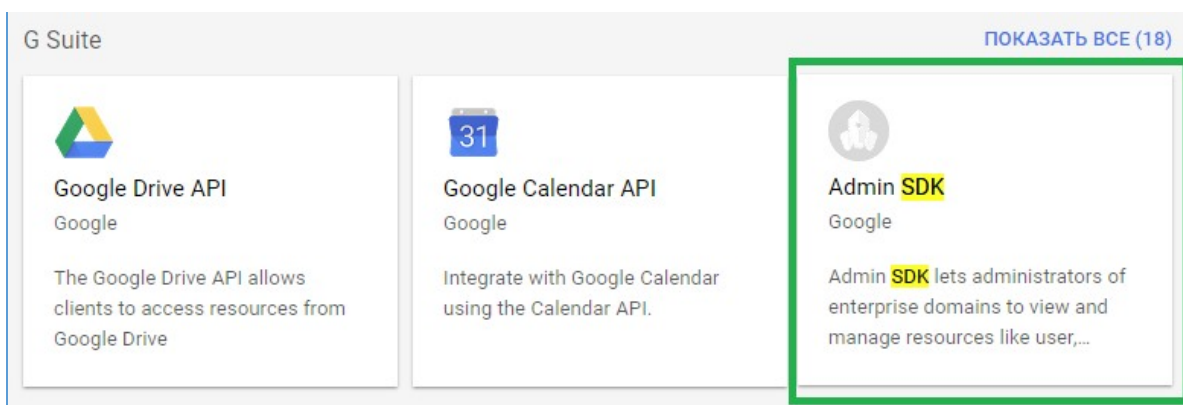 G Suite
ПОКАЗАТЬ ВСЕ (18)
31
Google Drive API
Google
The Google Drive API allows
clients to access resources from
Google Drive
Google Calendar API
Google
Integrate with Google Calendar
using the Calendar API.
Admin SDK
Google
Admin SDK lets administrators of
enterprise domains to view and
manage resources like user,...